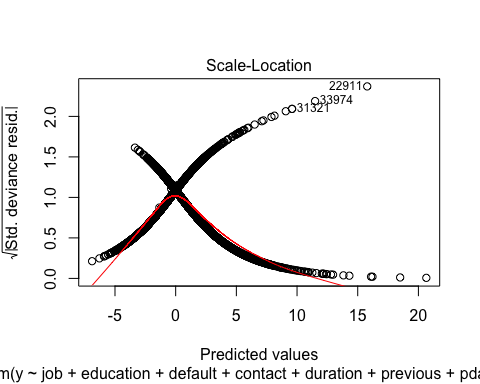 Scale-Location
22911
33974
31321
√|Std. deviance resid.|
2.0
1.5
1.0
0.5
0.0
-5 0 5 10 15 20
Predicted values
m(y ~ job + education + default + contact + duration + previous + pda